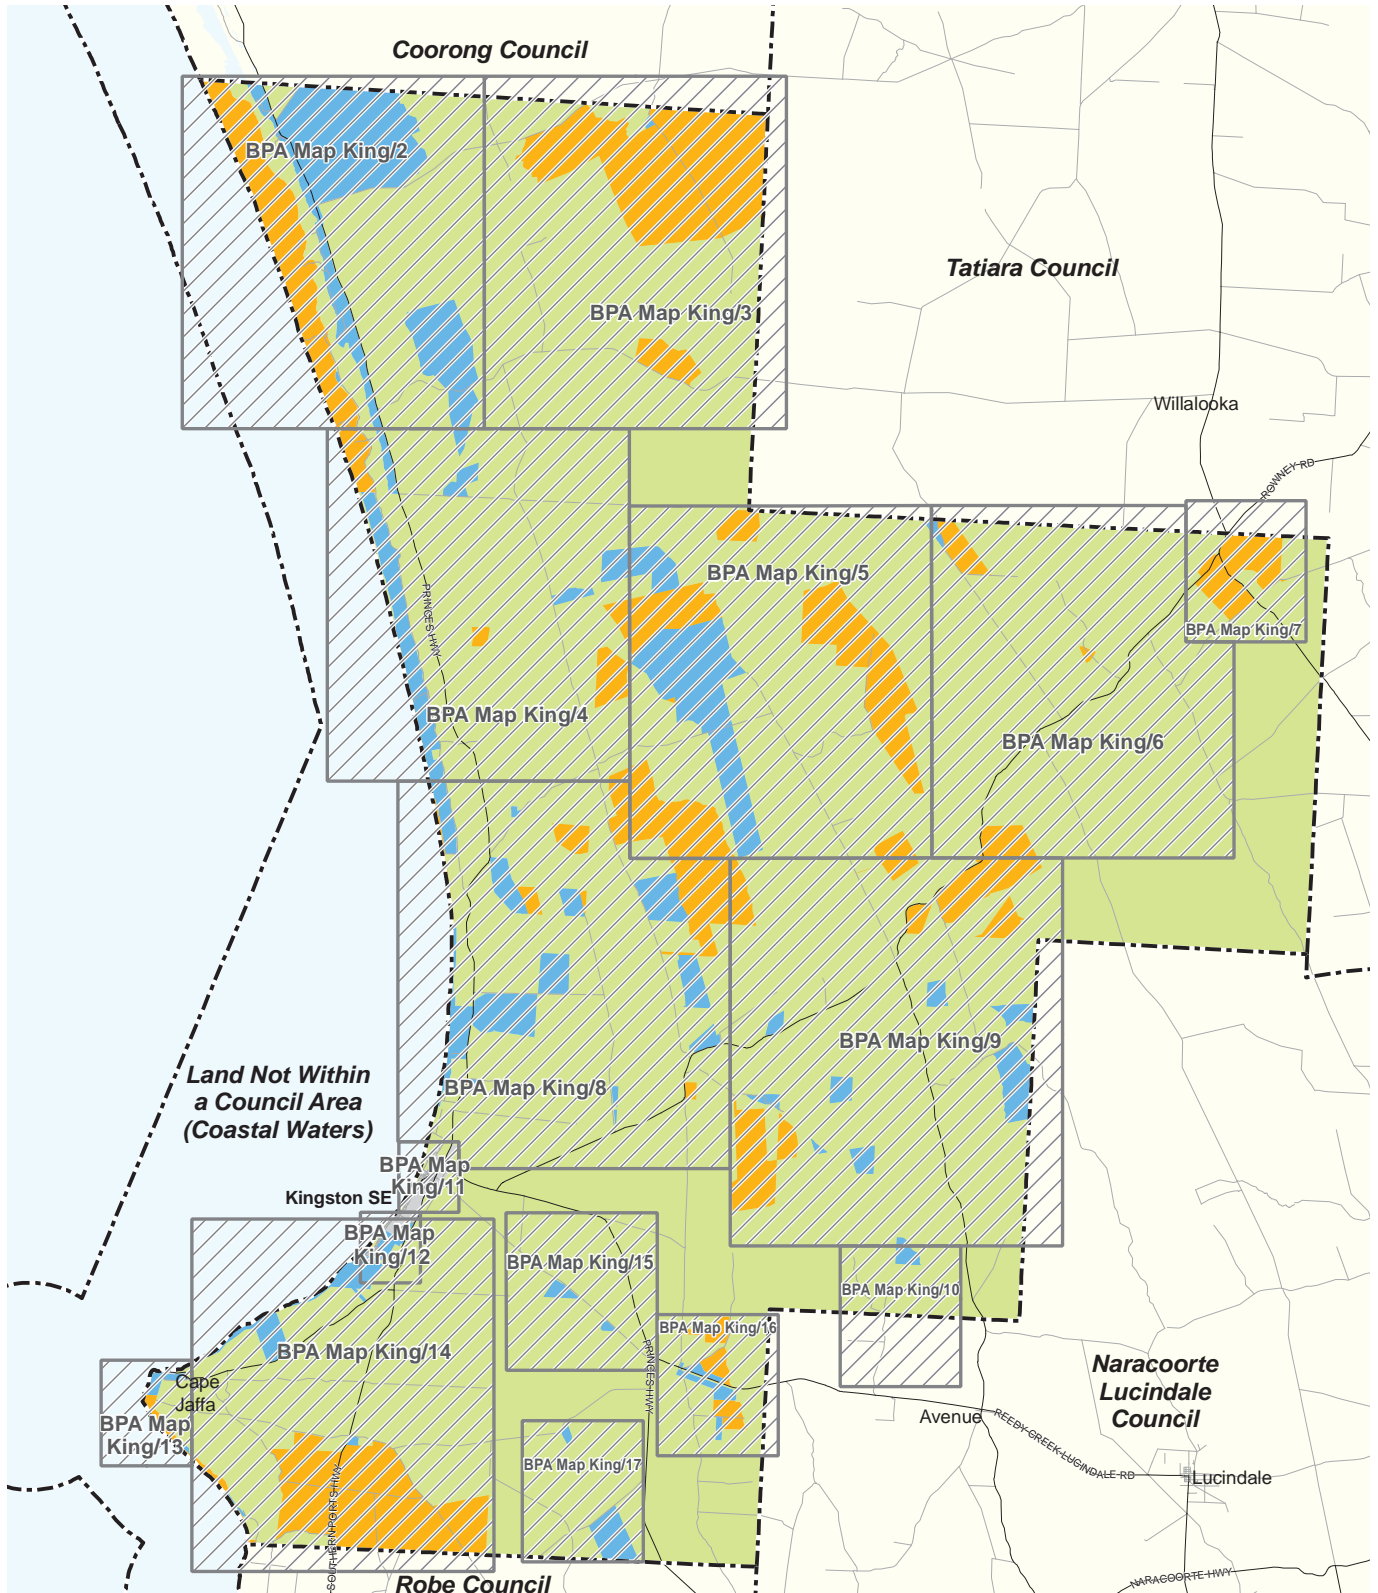 Coorong Council
BPA Map King/2
Tatiara Council
BPA Map King/3
Willalooka
ROWNEY RD
BPA Map King/5
PRINCES HWY
BPA Map King/7
BPA Map King/4
BPA Map King/6
BPA Map King/9
Land Not Within
a Council Area
(Coastal Waters)
BPA Map King/8
BPA Map
King/11
Kingston SE
BPA Map
King/12
BPA Map King/15
BPA Map King/10
BPA Map King/16
BPA Map King/14
PRINCES HWY
Naracoorte
Lucindale
Council
Cape
Jaffa
BPA Map
King/13
Avenue
REEDY CREEK-LUCINDALE-RD
BPA Map King/17
Lucindale
SOUTHERN PORTS HWY
NARACOORTE HWY
Robe Council